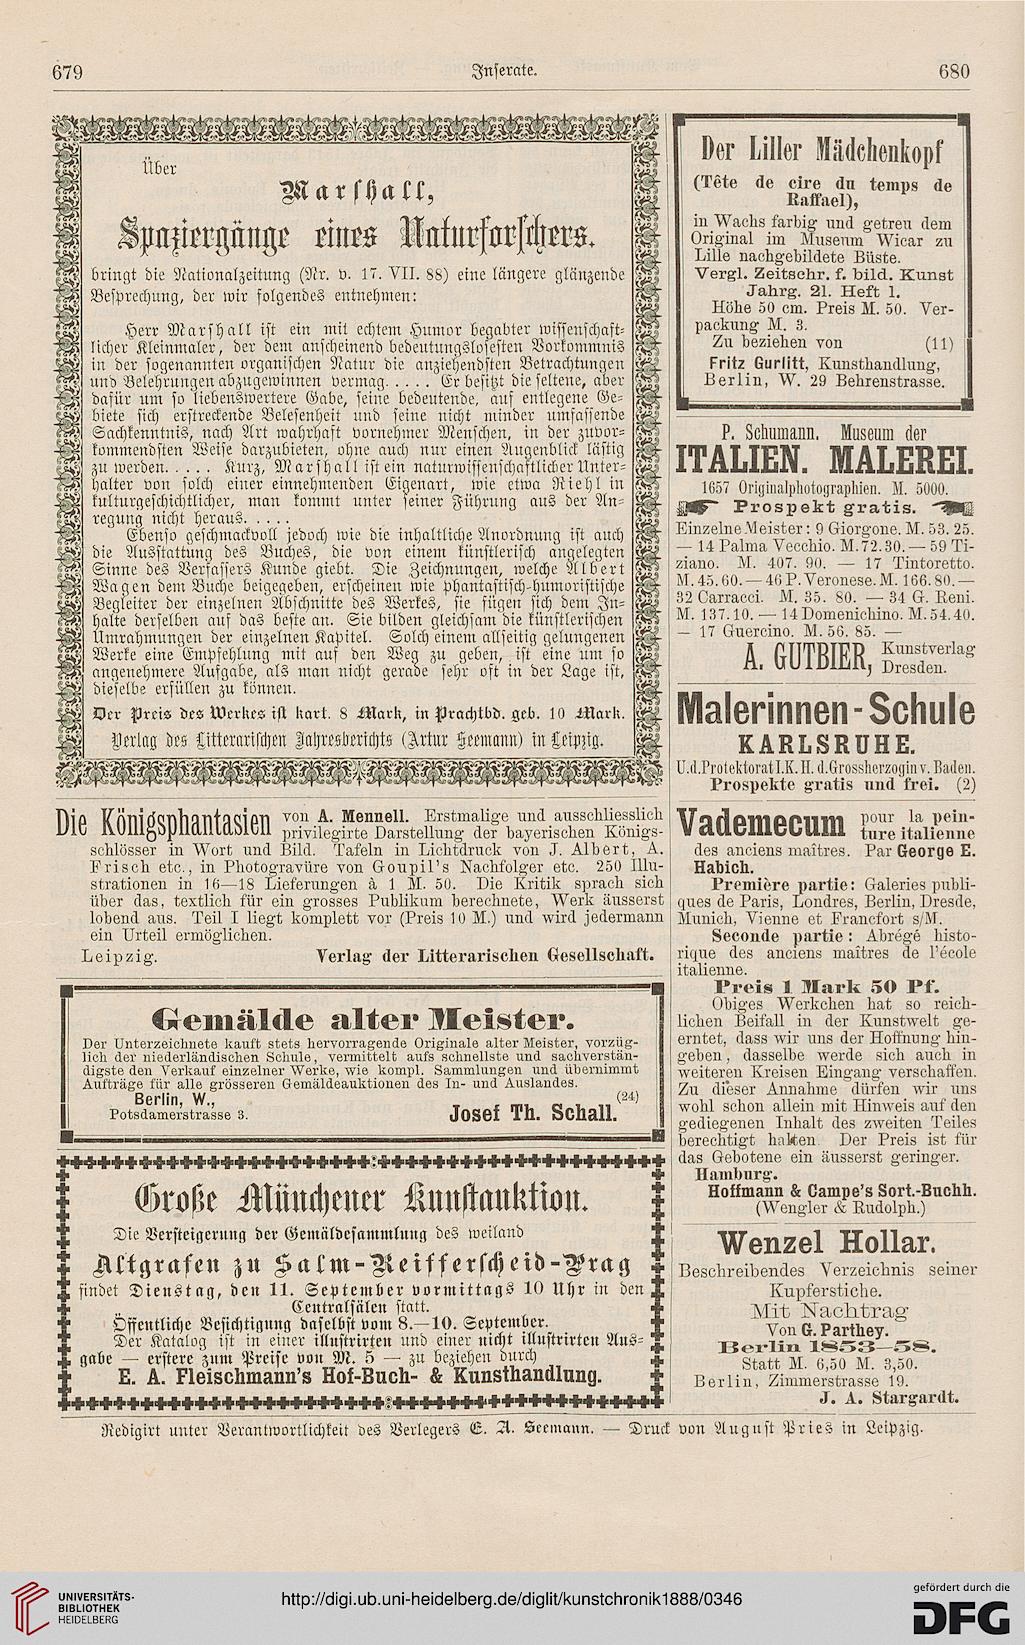 679
Inserate.
680
Über
Marshall,
Spaziergänge eines Naturforschers.
bringt die Nationalzeitung (Nr. v. 17. VII. 88) eine längere glänzende
Besprechung, der wir folgendes entnehmen:
Herr Marshall ist ein mit echtem Humor begabter wissenschaft-
licher Kleinmaler, der dem anscheinend bedeutungslosesten Vorkommnis
in der sogenannten organischen Natur die anziehendsten Betrachtungen
und Belehrungen abzugewinnen vermag. . . . . Er besitzt die seltene, aber
dafür um so liebenswertere Gabe, seine bedeutende, auf entlegene Ge-
biete sich erstreckende Belesenheit und seine nicht minder umfassende
Sachkenntnis, nach Art wahrhaft vornehmer Menschen, in der zuvor-
kommendsten Weise darzubieten, ohne auch nur einen Augenblick lästig
zu werden. . . . . Kurz, Marshall ist ein naturwissenschaftlicher Unter-
halter von solch einer einnehmenden Eigenart, wie etwa Riehl in
kulturgeschichtlicher, man kommt unter seiner Führung aus der An-
regung nicht heraus. . . . .
Ebenso geschmackvoll jedoch wie die inhaltliche Anordnung ist auch
die Ausstattung des Buches, die von einem künstlerisch angelegten
Sinne des Verfassers Kunde giebt. Die Zeichnungen, welche Albert
Wagen dem Buche beigegeben, erscheinen wie phantastisch-humoristische
Begleiter der einzelnen Abschnitte des Werkes, sie fügen sich dem In-
halte derselben auf das beste an. Sie bilden gleichsam die künstlerischen
Umrahmungen der einzelnen Kapitel. Solch einem allseitig gelungenen
Werke eine Empfehlung mit auf den Weg zu geben, ist eine um so
angenehmere Aufgabe, als man nicht gerade sehr oft in der Lage ist,
dieselbe erfüllen zu können.
Der Preis des Werkes ist kart. 8 Mark, in Prachtbd. geb. 10 Mark.
Verlag des Litterarischen Jahresberichts (Artur Seemann) in Leipzig.
Die Königsphantasien von A. Mennell. Erstmalige und ausschliesslich
privilegirte Darstellung der bayerischen Königs-
schlösser in Wort und Bild. Tafeln in Lichtdruck von J. Albert, A.
Frisch etc., in Photogravüre von Goupil's Nachfolger etc. 250 Illu-
strationen in 16—18 Lieferungen à 1 M. 50. Die Kritik sprach sich
über das, textlich für ein grosses Publikum berechnete, Werk äusserst
lobend aus. Teil I liegt komplett vor (Preis 10 M.) und wird jedermann
ein Urteil ermöglichen.
Leipzig. Verlag der Litterarischen Gesellschaft.
Gemälde alter Meister.
Der Unterzeichnete kauft stets hervorragende Originale alter Meister, vorzüg-
lich der niederländischen Schule, vermittelt aufs schnellste und sachverstän-
digste den Verkauf einzelner Werke, wie kompl. Sammlungen und übernimmt
Aufträge für alle grösseren Gemäldeauktionen des In- und Auslandes.
Berlin, W., (24)
Potsdamerstrasse 3. Josef Th. Schall.
Große Münchener Kunstauktion.
Die Versteigerung der Gemäldesammlung des weiland
Altgrafen zu Salm-Reifferscheid-Prag
findet Dienstag, den 11. September vormittags 10 Uhr in den
Centralsälen statt.
Öffentliche Besichtigung daselbst vom 8.—10. September.
Der Katalog ist in einer illustrirten und einer nicht illustrirten Aus-
gabe — erstere zum Preise von M. 5 — zu beziehen durch
E. A. Fleischmann's Hof-Buch- & Kunsthandlung.
Der Liller Mädchenkopf
(Tête de cire du temps de
Raffael),
in Wachs farbig und getreu dem
Original im Museum Wicar zu
Lille nachgebildete Büste.
Vergl. Zeitschr. f. bild. Kunst
Jahrg. 21. Heft 1.
Höhe 50 cm. Preis M. 50. Ver-
packung M. 3.
Zu beziehen von (11)
Fritz Gurlitt, Kunsthandlung,
Berlin, W. 29 Behrenstrasse.
P. Schumann. Museum der
ITALIEN. MALEREI.
1657 Originalphotographien. M. 5000.
Prospekt gratis.
Einzelne Meister: 9 Giorgone. M. 53. 25.
— 14 Palma Vecchio. M. 72. 30. — 59 Ti-
ziano. M. 407. 90. — 17 Tintoretto.
M. 45. 60. — 46 P. Veronese. M. 166. 80. —
32 Carracci. M. 35. 80. — 34 G. Reni.
M. 137. 10. — 14 Domenichino. M. 54. 40.
— 17 Guercino. M. 56. 85. —
A. GUTBIER, Kunstverlag
Dresden.
Malerinnen-Schule
KARLSRUHE.
U. d. Protektorat I. K. H. d. Grossherzogin v. Baden.
Prospekte gratis und frei. (2)
Vademecum pour la pein-
ture italienne
des anciens maîtres. Par George E.
Habich.
Première partie: Galeries publi-
ques de Paris, Londres, Berlin, Dresde,
Munich, Vienne et Francfort s/M.
Seconde partie: Abrégé histo-
rique des anciens maîtres de l'école
italienne.
Preis 1 Mark 50 Pf.
Obiges Werkchen hat so reich-
lichen Beifall in der Kunstwelt ge-
erntet, dass wir uns der Hoffnung hin-
geben, dasselbe werde sich auch in
weiteren Kreisen Eingang verschaffen.
Zu dieser Annahme dürfen wir uns
wohl schon allein mit Hinweis auf den
gediegenen Inhalt des zweiten Teiles
berechtigt halten. Der Preis ist für
das Gebotene ein äusserst geringer.
Hamburg.
Hoffmann & Campe's Sort.-Buchh.
(Wengler & Rudolph.)
Wenzel Hollar.
Beschreibendes Verzeichnis seiner
Kupferstiche.
Mit Nachtrag
Von G. Parthey.
Berlin 1853—58.
Statt M. 6,50 M. 3,50.
Berlin, Zimmerstrasse 19.
J. A. Stargardt.
Redigirt unter Verantwortlichkeit des Verlegers E. A. Seemann. — Druck von August Pries in Leipzig.
UNIVERSITÄTS-
BIBLIOTHEK
HEIDELBERG
http://digi.ub.uni-heidelberg.de/diglit/kunstchronik1888/0346
gefördert durch die
DFG